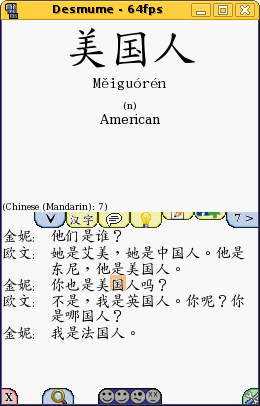 Desmume - 64fps
美国人
Měiguórén
(n)
American
(Chinese (Mandarin): 7)
汉字
7 >
金妮: 他们是谁？
欧文: 她是艾美，她是中国人。他是
东尼，他是美国人。
金妮: 你也是美国人吗？
欧文: 不是，我是英国人。你呢？你
是哪国人？
金妮: 我是法国人。
X